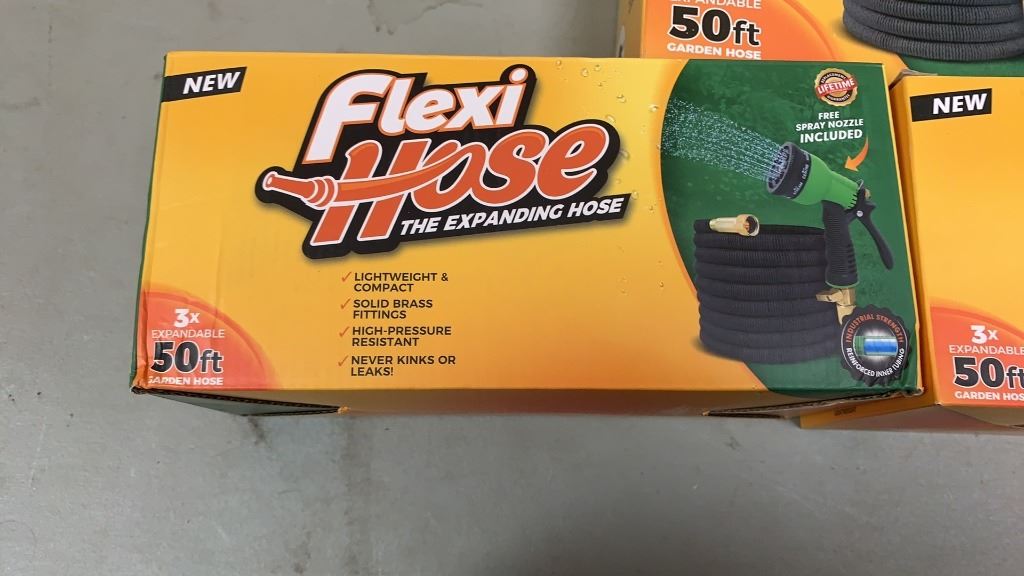 NEW
Flexi
HOSE
THE EXPANDING HOSE
✓LIGHTWEIGHT &
COMPACT
✓SOLID BRASS
FITTINGS
✓HIGH-PRESSURE
RESISTANT
✓NEVER KINKS OR
LEAKS!
3X
EXPANDABLE
50ft
GARDEN HOSE
LIFETIME
FREE
SPRAY NOZZLE
INCLUDED
INDUSTRIAL STRENGTH
REINFORCED INNER TUBING
EXPANDABLE
50ft
GARDEN HOSE
NEW
3X
EXPANDABLE
50ft
GARDEN HOS